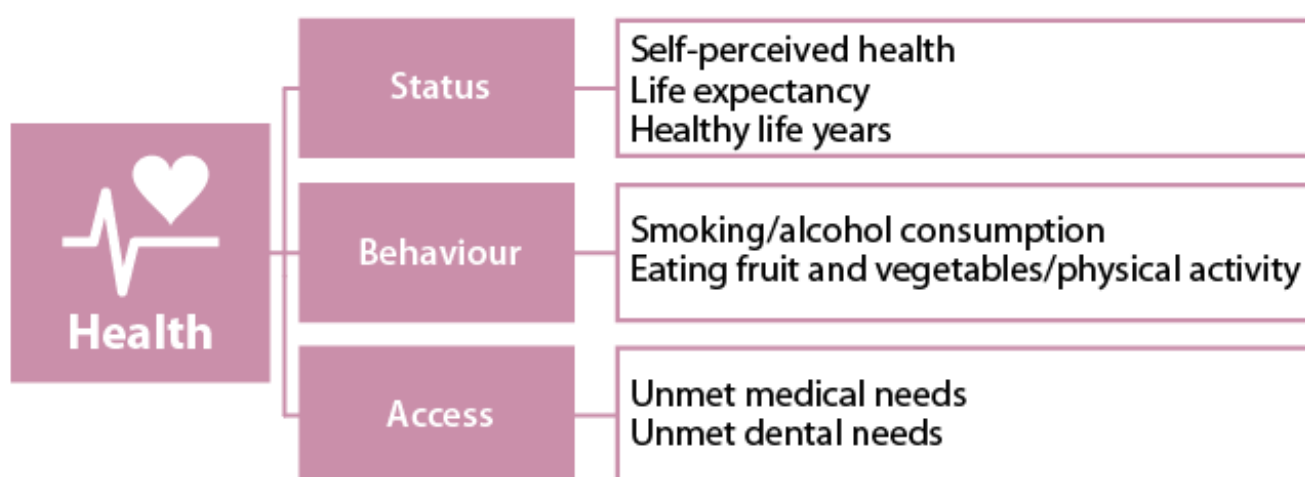 Health
Status
Self-perceived health
Life expectancy
Healthy life years
Behaviour
Smoking/alcohol consumption
Eating fruit and vegetables/physical activity
Access
Unmet medical needs
Unmet dental needs